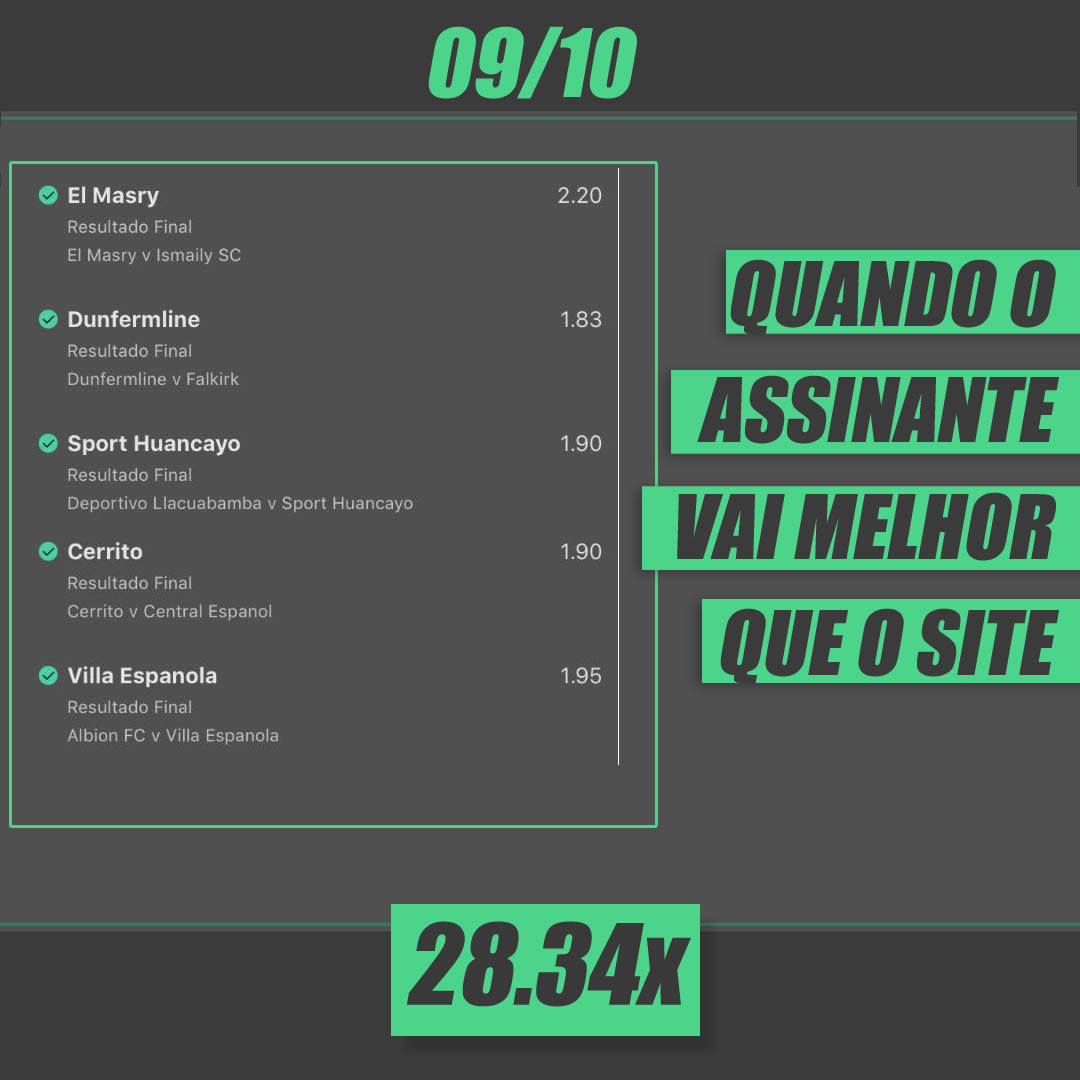 09/10
El Masry 2.20
Resultado Final
El Masry v Ismaily SC
Dunfermline 1.83
Resultado Final
Dunfermline v Falkirk
Sport Huancayo 1.90
Resultado Final
Deportivo Llacuabamba v Sport Huancayo
Cerrito 1.90
Resultado Final
Cerrito v Central Espanol
Villa Espanola 1.95
Resultado Final
Albion FC v Villa Espanola
QUANDO O
ASSINANTE
VAI MELHOR
QUE O SITE
28.34x